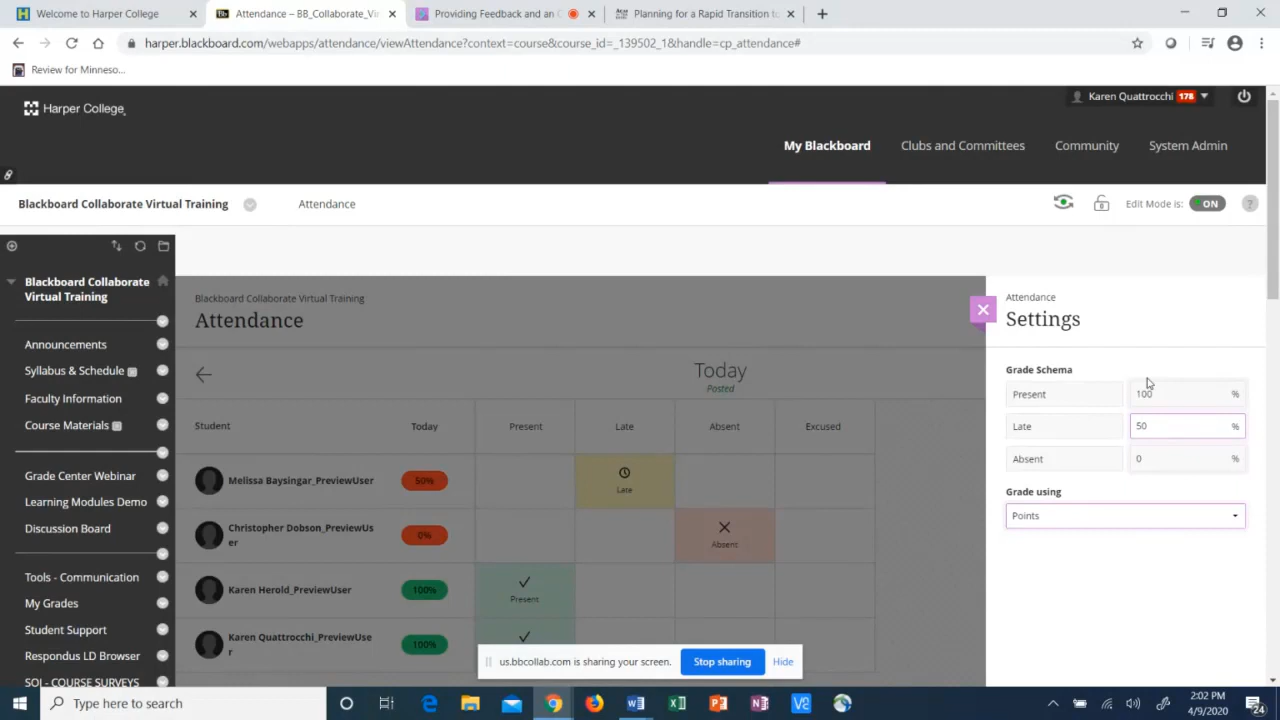 Welcome to Harper College
Attendance – BB_Collaborate_Vi
Providing Feedback and an C
Planning for a Rapid Transition to
harper.blackboard.com/webapps/attendance/viewAttendance?context=course&course_id=_139502_1&handle=cp_attendance#
Review for Minneso...
Harper College
Karen Quattrocchi 178
My Blackboard
Clubs and Committees
Community
System Admin
Blackboard Collaborate Virtual Training
Attendance
Edit Mode is: ON ?
Blackboard Collaborate Virtual Training
Announcements
Syllabus & Schedule
Faculty Information
Course Materials
Grade Center Webinar
Learning Modules Demo
Discussion Board
Tools - Communication
My Grades
Student Support
Respondus LD Browser
SOI - COURSE SURVEYS
Blackboard Collaborate Virtual Training
Attendance
Today
Posted
Student Today Present Late Absent Excused
Melissa Baysingar_PreviewUser 50% Late
Christopher Dobson_PreviewUs
er 0% Absent
Karen Herold_PreviewUser 100% Present
Karen Quattrocchi_PreviewUse
r 100%
Attendance
Settings
Grade Schema
Present 100 %
Late 50 %
Absent 0 %
Grade using
Points
us.bbcollab.com is sharing your screen. Stop sharing Hide
Type here to search
2:02 PM
4/9/2020
24